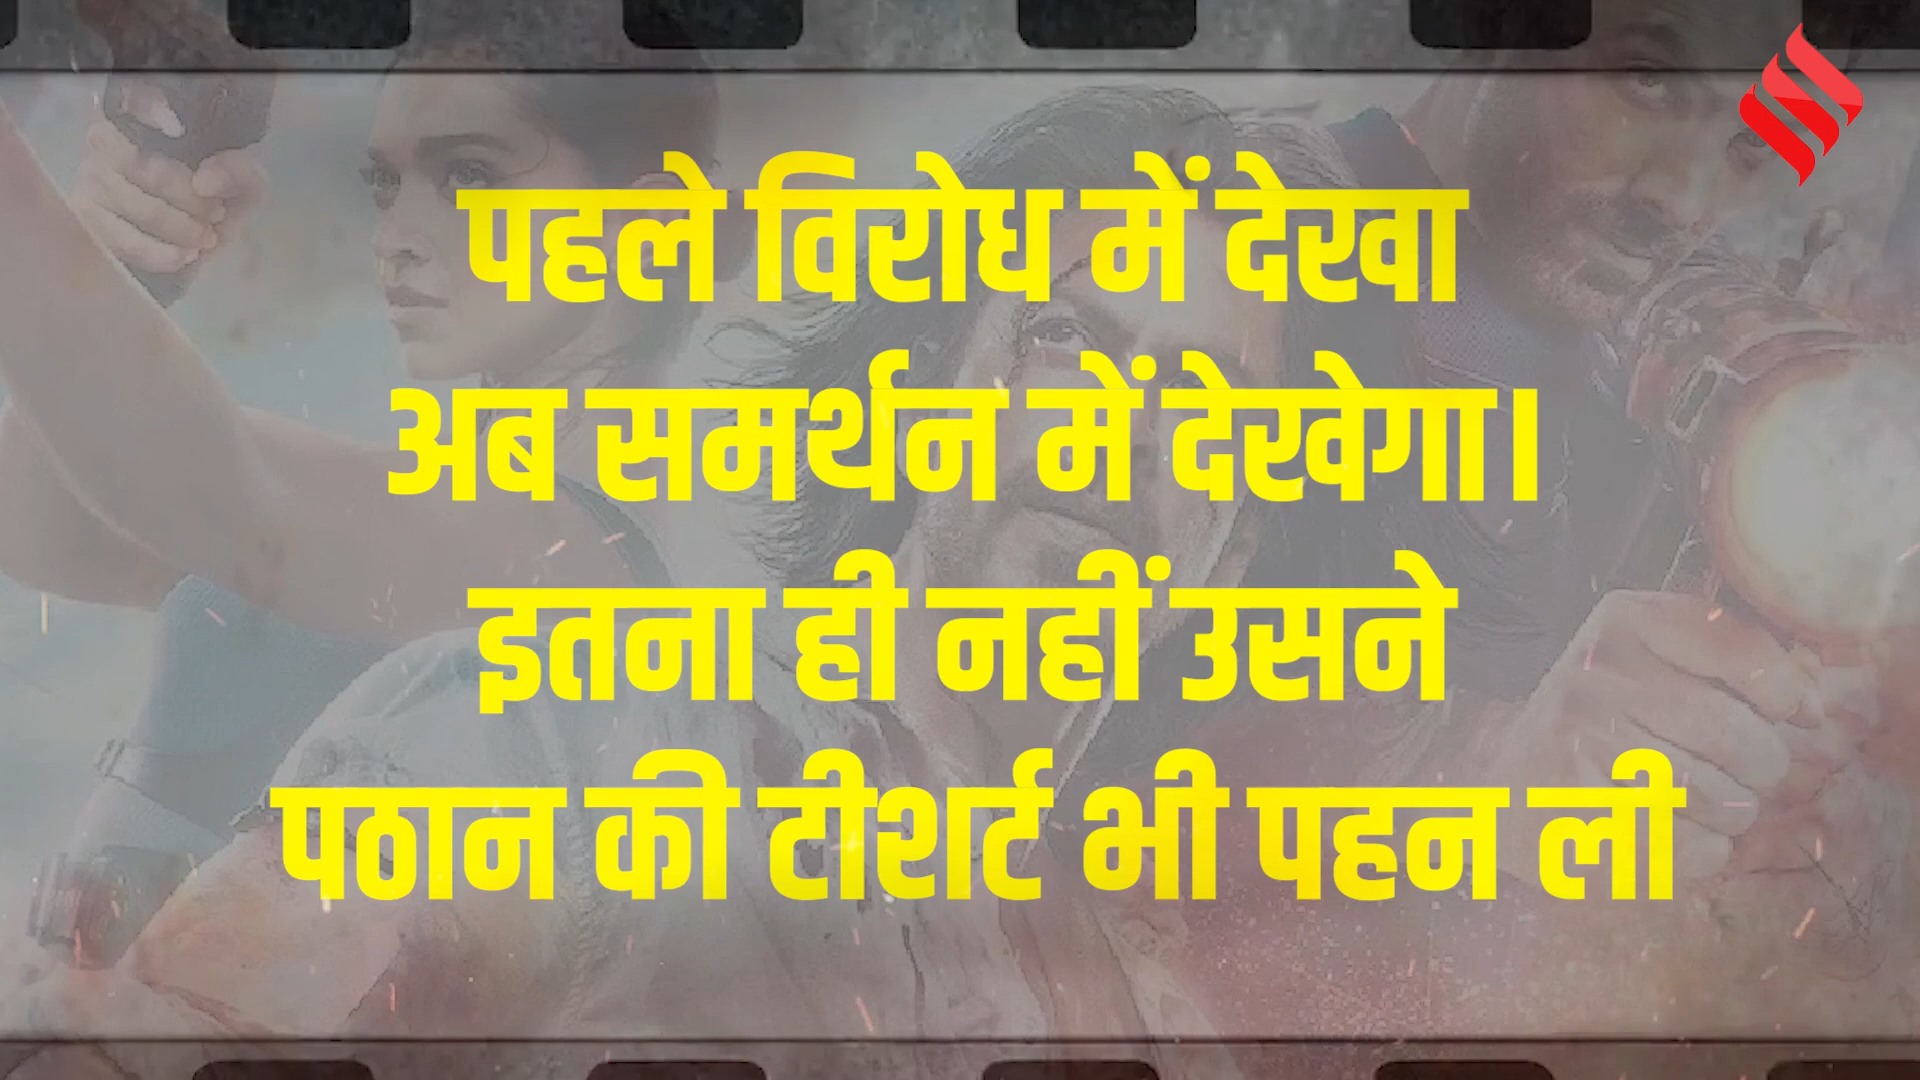 पहले विरोध में देखा
अब समर्थन में देखेगा।
इतना ही नहीं उसने
पठान की टीशर्ट भी पहन ली